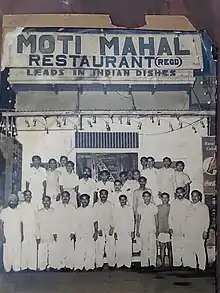 MOTI MAHAL
RESTAURANT (REGD)
LEADS IN INDIAN DISHES